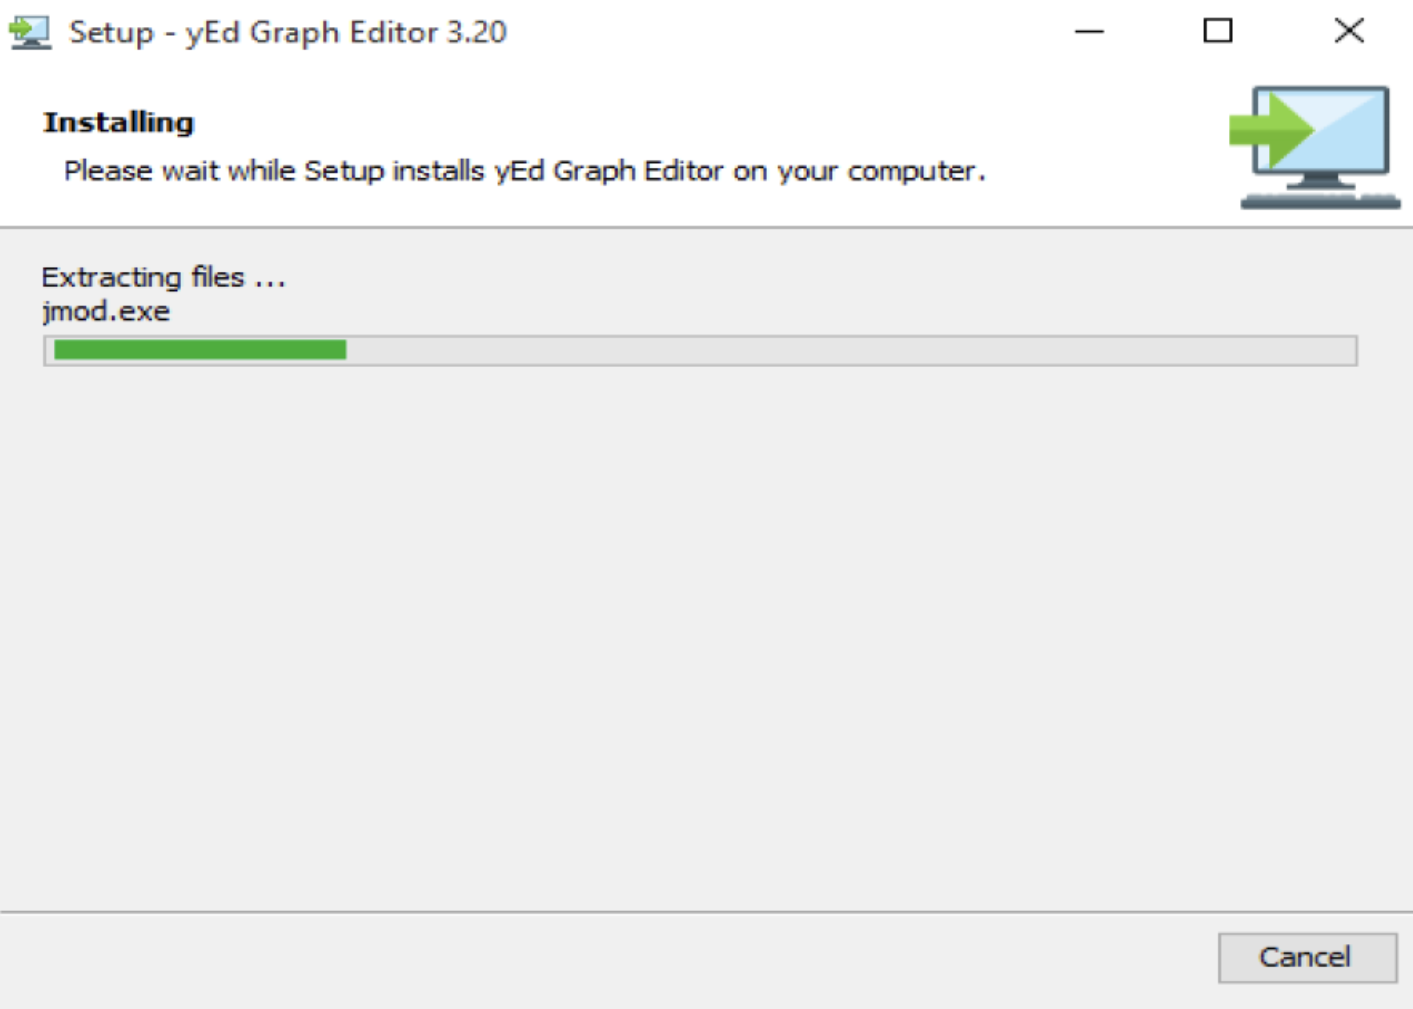 Setup - yEd Graph Editor 3.20
Installing
Please wait while Setup installs yEd Graph Editor on your computer.
Extracting files ...
jmod.exe
Cancel